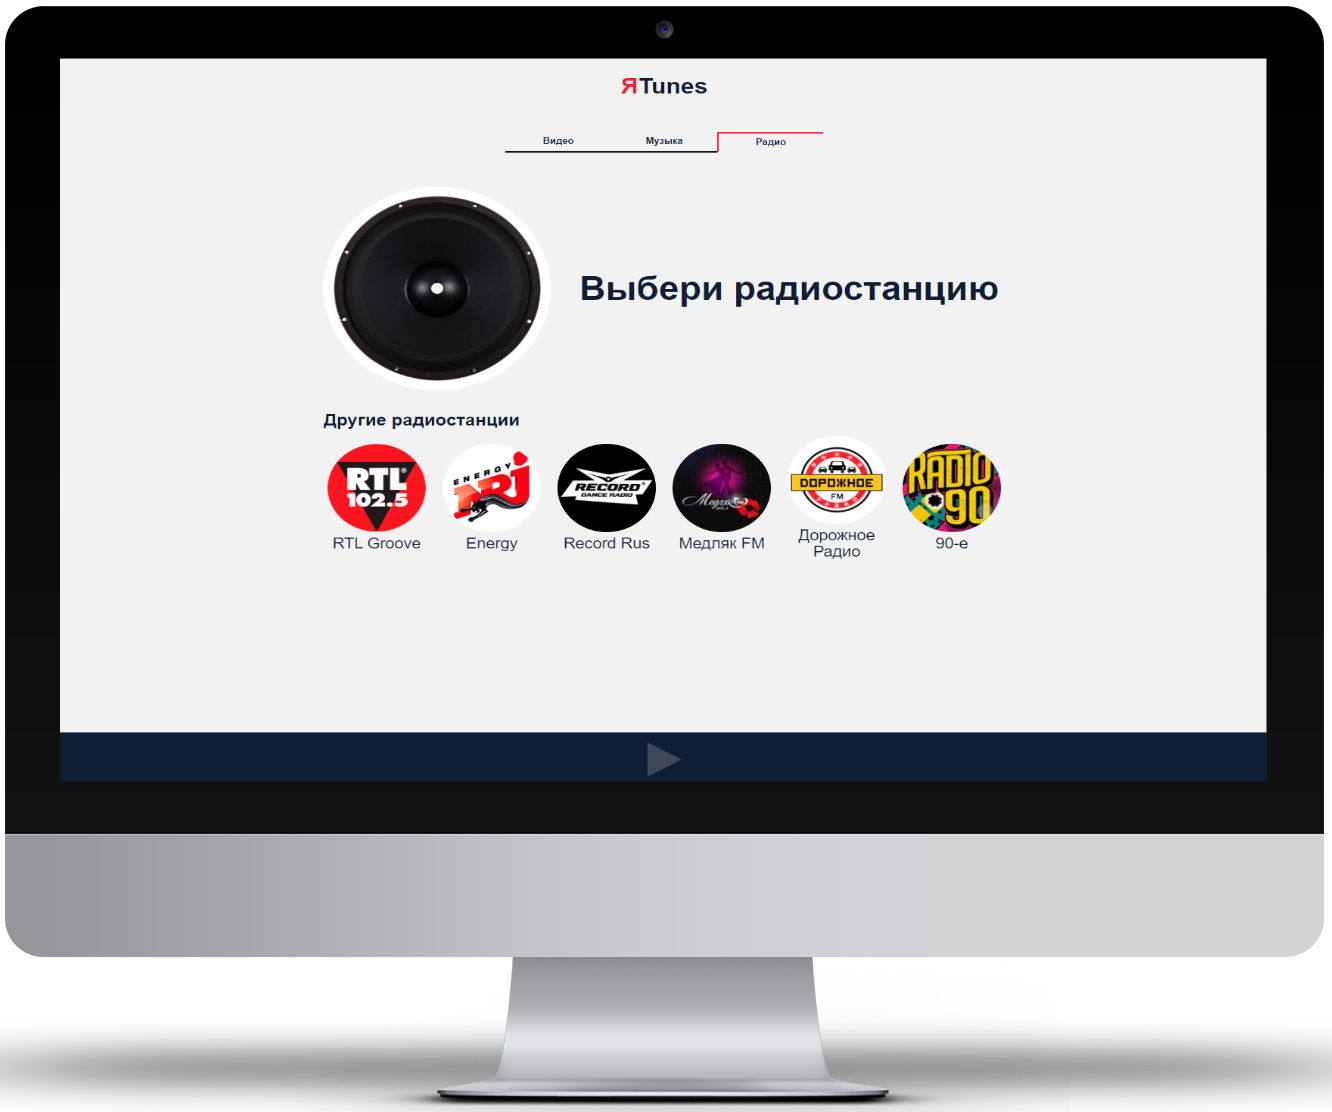 ЯTunes
Видео
Музыка
Радио
Выбери радиостанцию
Другие радиостанции
RTL®
102.5
RTL Groove
ENERGY
NRJ
Energy
RECORD®
DANCE RADIO
Record Rus
Медляк
Медляк FM
ДОРОЖНОЕ
FM
РАДИО
Дорожное
Радио
RADIO
90
90-е